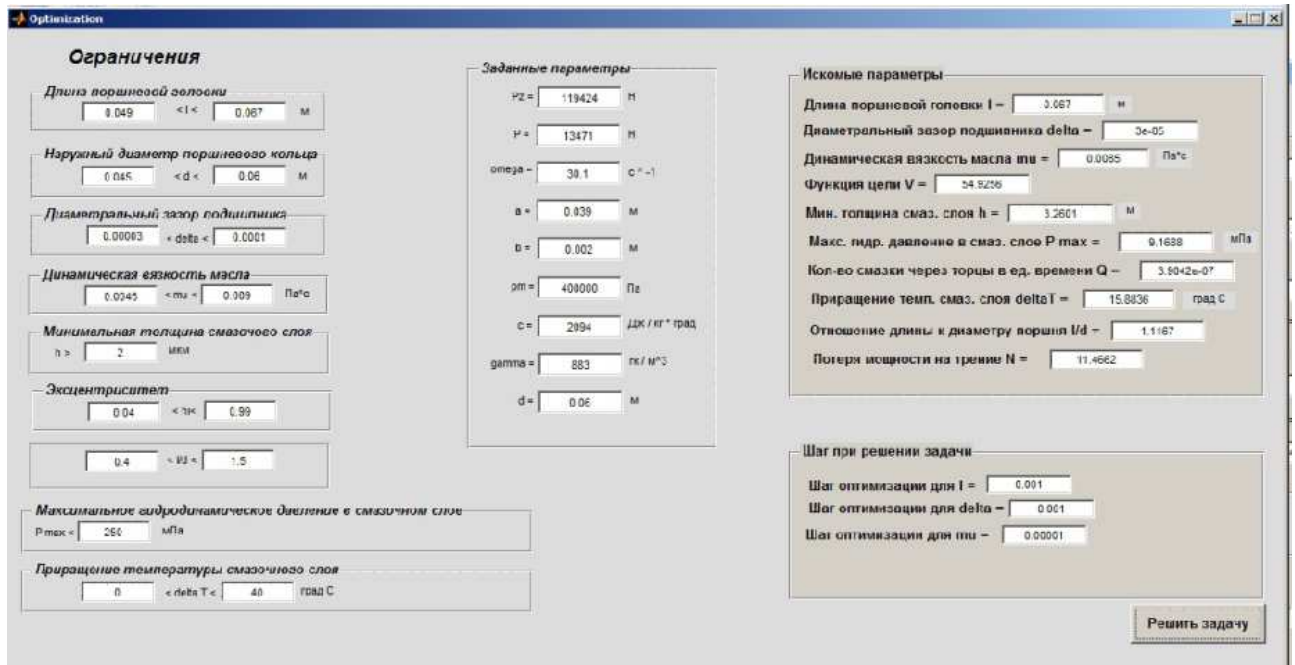 Optimization
Ограничения
Длина поршневой головки
0.049 < l < 0.067 м
Наружный диаметр поршневого кольца
0.045 < d < 0.06 м
Диаметральный зазор подшипника
0.00003 < delta < 0.0001
Динамическая вязкость масла
0.0045 < mu < 0.009 Па*с
Минимальная толщина смазочого слоя
h > 2 мкм
Эксцентриситет
0.04 < 0.99
0.4 < l/d < 1.5
Максимальное гидродинамическое давление в смазочном слое
P max < 250 мПа
Приращение температуры смазочного слоя
0 < delta T < 40 град С
Заданные параметры
Pz = 119424 Н
P = 13471 Н
omega = 30.1 с ^ -1
a = 0.039 М
b = 0.002 М
pm = 400000 Па
c = 2094 Дж / кг * град
gamma = 883 гк / м^3
d = 0.06 М
Искомые параметры
Длина поршневой головки l = 0.067 м
Диаметральный зазор подшивника delta = 3e-05
Динамическая вязкость масла mu = 0.0085 Па*с
Функция цели V = 54.9256
Мин. толщина смаз. слоя h = 3.2601 М
Макс. гидр. давление в смаз. слое P max = 9.1688 мПа
Кол-во смазки через торцы в ед. времени Q = 3.9042e-07
Приращение темп. смаз. слоя deltaT = 15.8836 град С
Отношение длины к диаметру поршня l/d = 1.1167
Потеря мощности на трение N = 11.4662
Шаг при решении задачи
Шаг оптимизации для l = 0.001
Шаг оптимизации для delta = 0.001
Шаг оптимизации для mu = 0.00001
Решить задачу